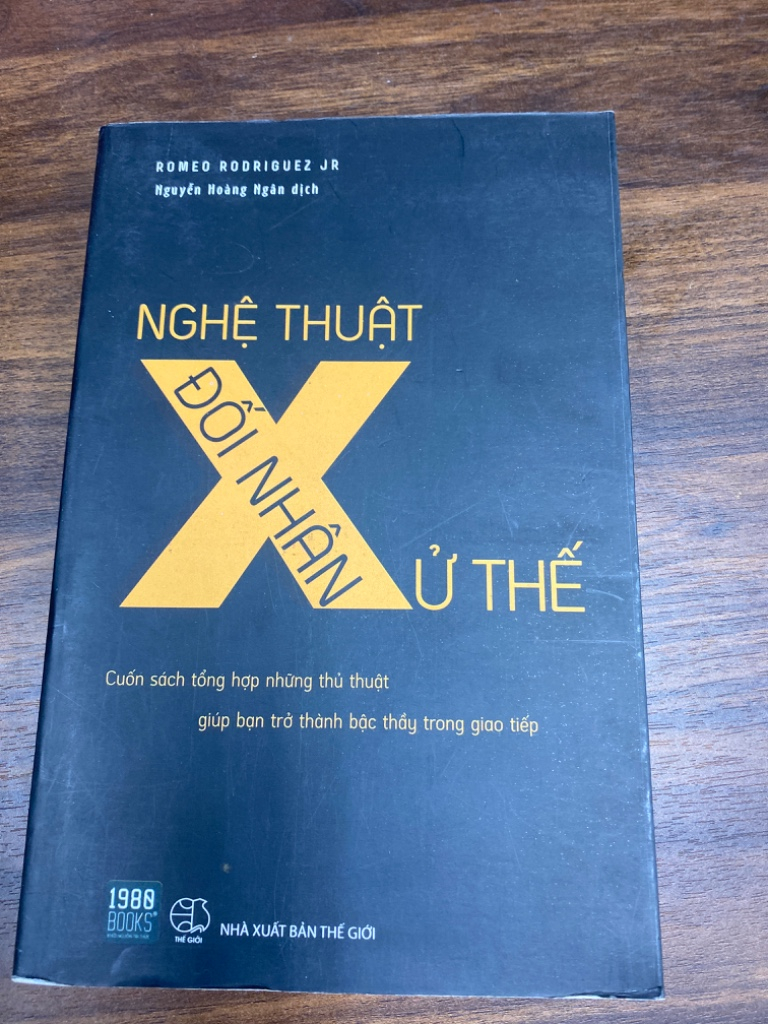 ROMEO RODRIGUEZ JR
Nguyễn Hoàng Ngân dịch
NGHỆ THUẬT
ĐỐI NHÂN
XỬ THẾ
Cuốn sách tổng hợp những thủ thuật
giúp bạn trở thành bậc thầy trong giao tiếp
1980
BOOKS®
THẾ GIỚI
NHÀ XUẤT BẢN THẾ GIỚI